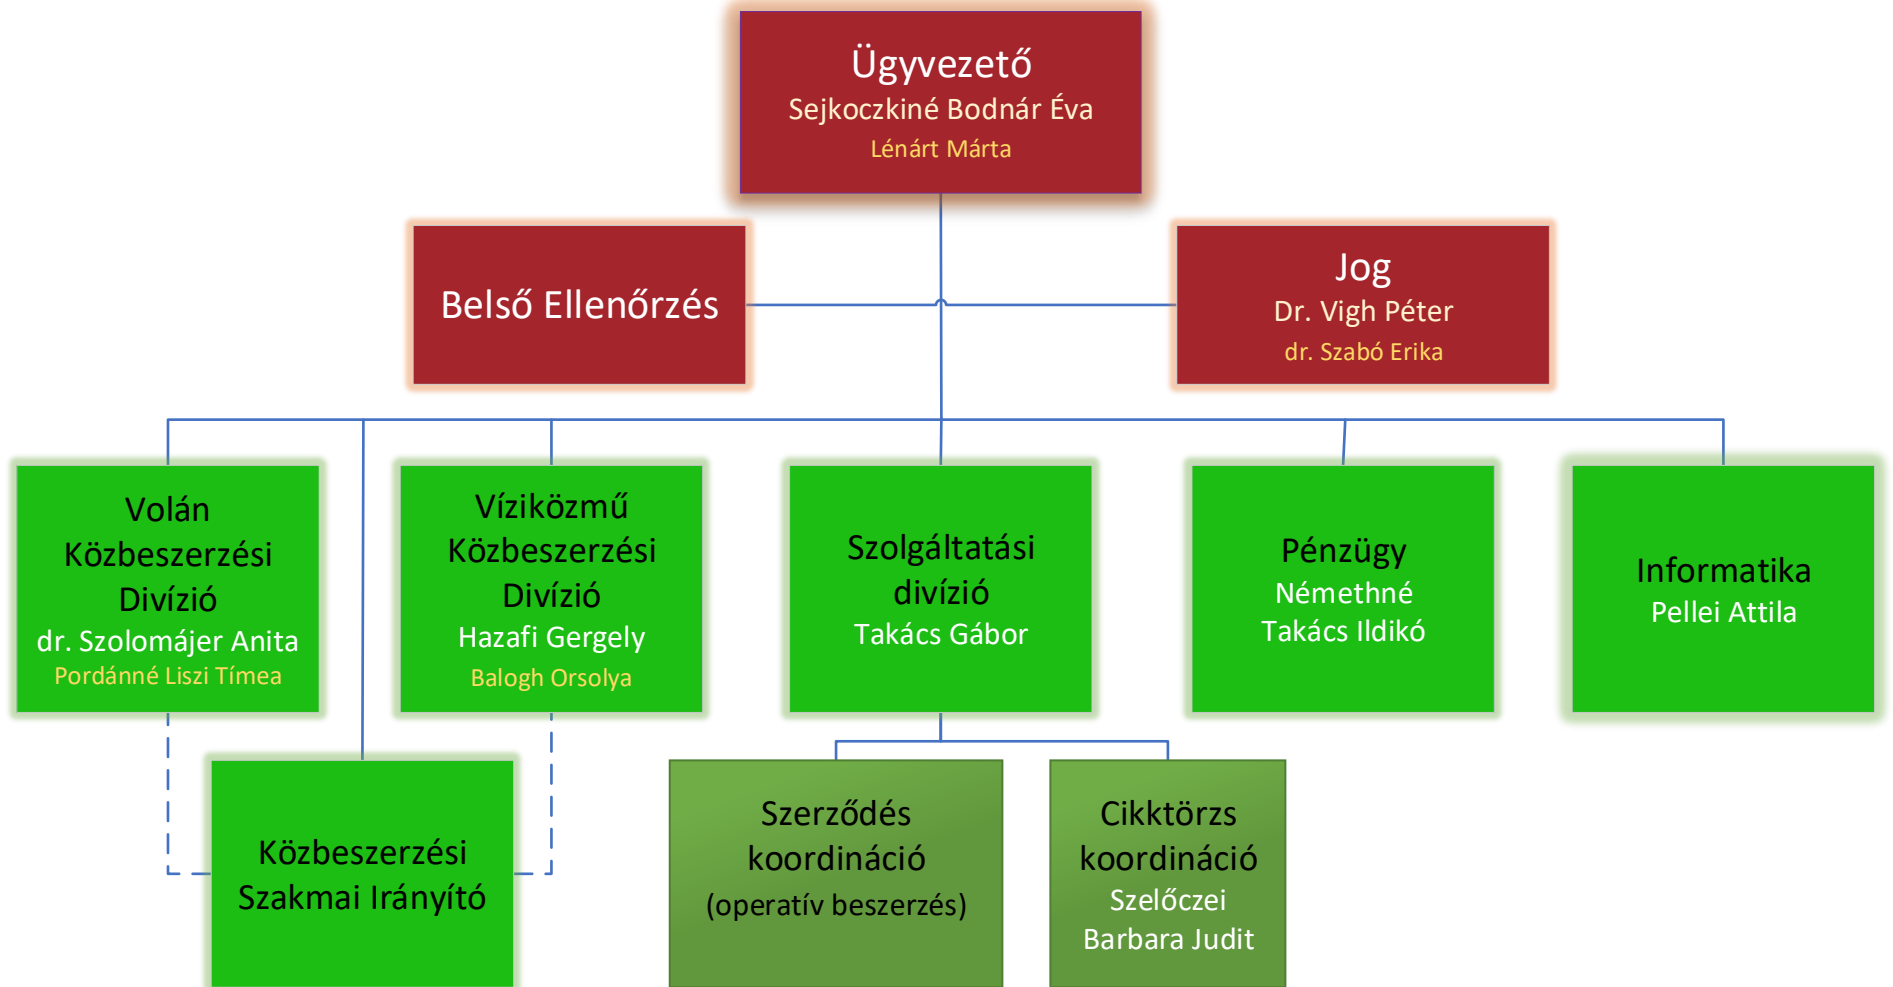 Ügyvezető
Sejkoczkiné Bodnár Éva
Lénárt Márta
Belső Ellenőrzés
Jog
Dr. Vigh Péter
dr. Szabó Erika
Volán
Közbeszerzési
Divízió
dr. Szolomájer Anita
Pordánné Liszi Tímea
Víziközmű
Közbeszerzési
Divízió
Hazafi Gergely
Balogh Orsolya
Szolgáltatási
divízió
Takács Gábor
Pénzügy
Némethné
Takács Ildikó
Informatika
Pellei Attila
Közbeszerzési
Szakmai Irányító
Szerződés
koordináció
(operatív beszerzés)
Cikktörzs
koordináció
Szelőczei
Barbara Judit